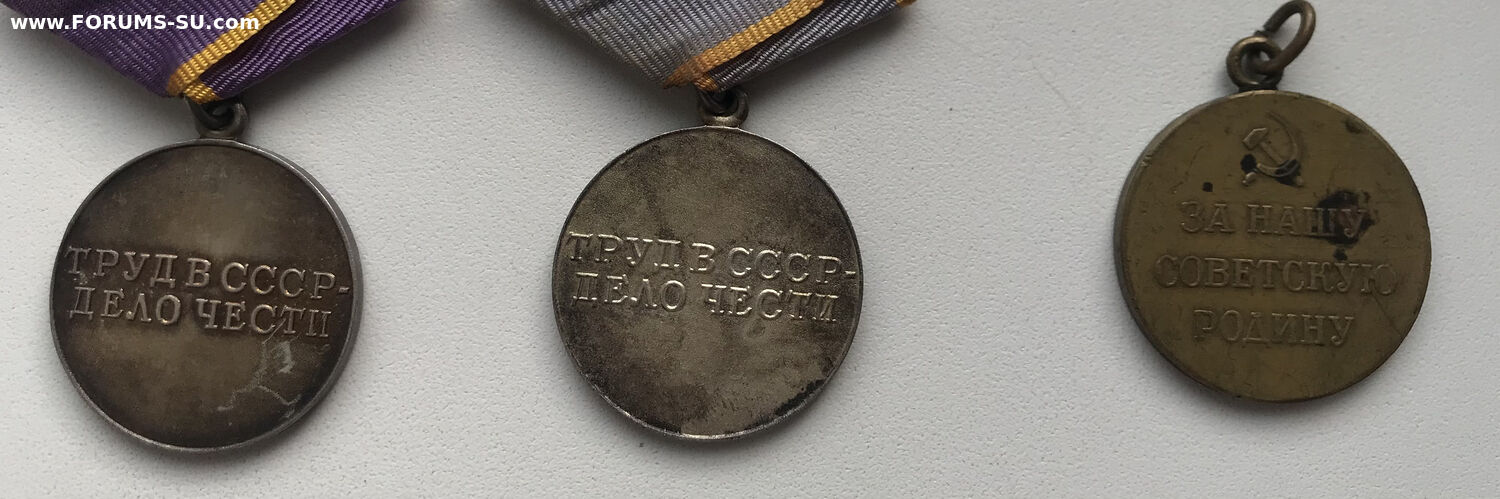 www.FORUMS-SU.com
ТРУД В СССР-
ДЕЛО ЧЕСТИ
ТРУД В СССР-
ДЕЛО ЧЕСТИ
ЗА НАШУ
СОВЕТСКУЮ
РОДИНУ